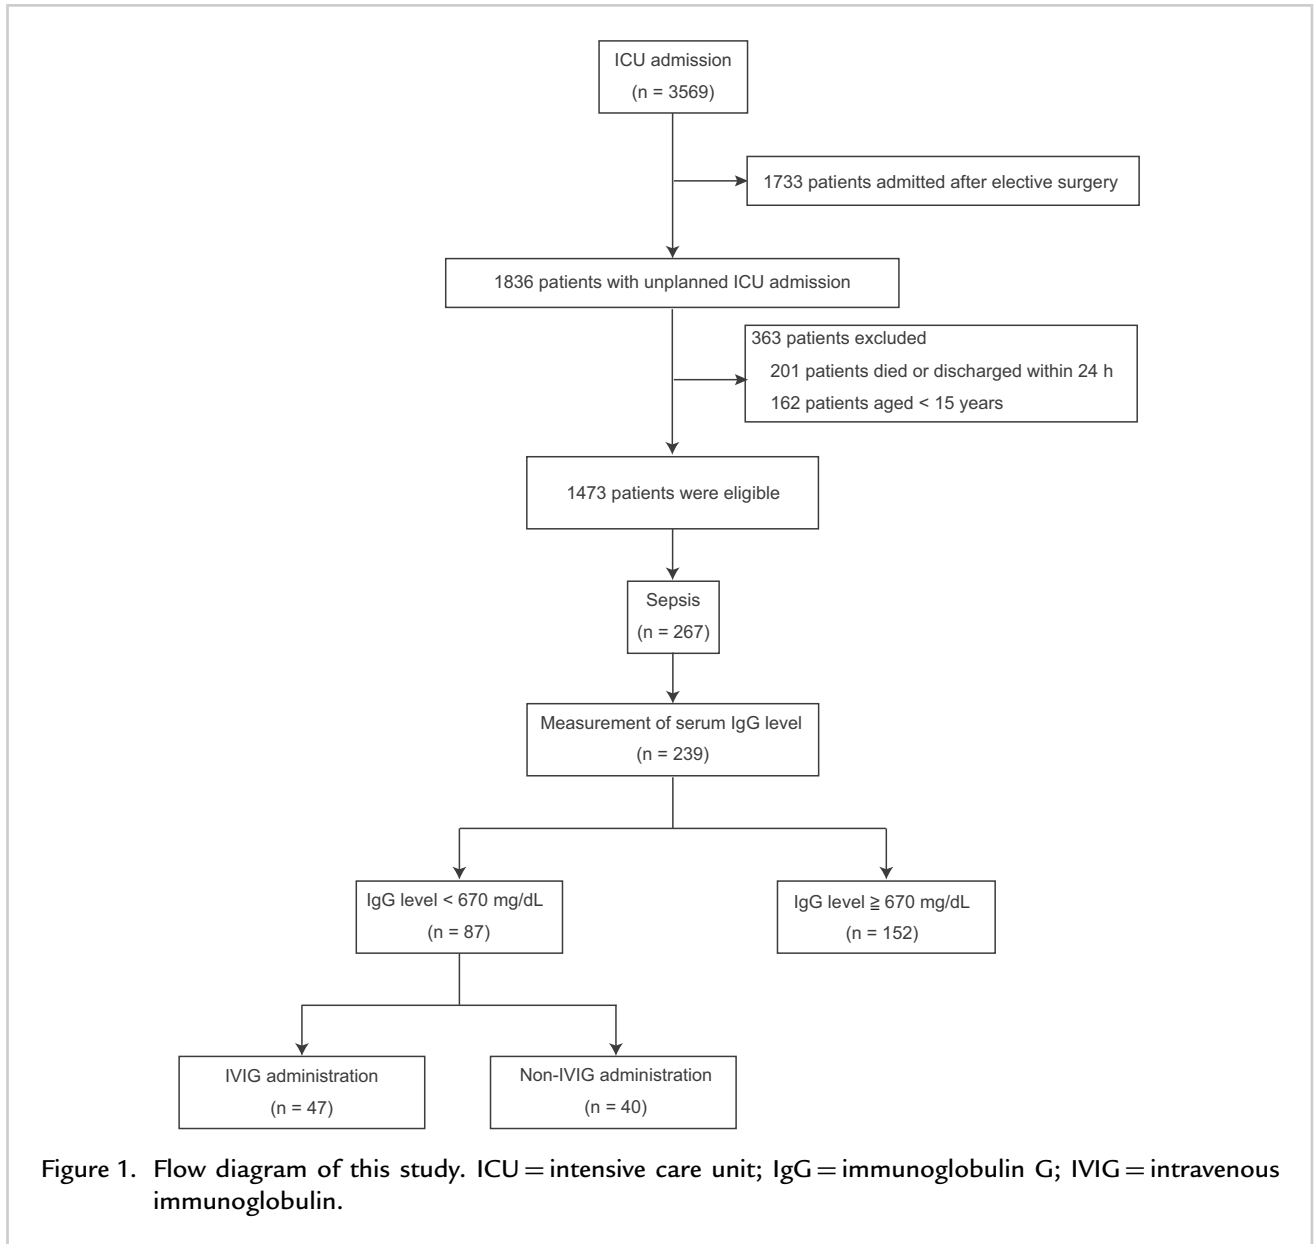 ICU admission
(n = 3569)
1733 patients admitted after elective surgery
1836 patients with unplanned ICU admission
363 patients excluded
201 patients died or discharged within 24 h
162 patients aged < 15 years
1473 patients were eligible
Sepsis
(n = 267)
Measurement of serum IgG level
(n = 239)
IgG level < 670 mg/dL
(n = 87)
IgG level ≧ 670 mg/dL
(n = 152)
IVIG administration
(n = 47)
Non-IVIG administration
(n = 40)
Figure 1. Flow diagram of this study. ICU = intensive care unit; IgG = immunoglobulin G; IVIG = intravenous
immunoglobulin.